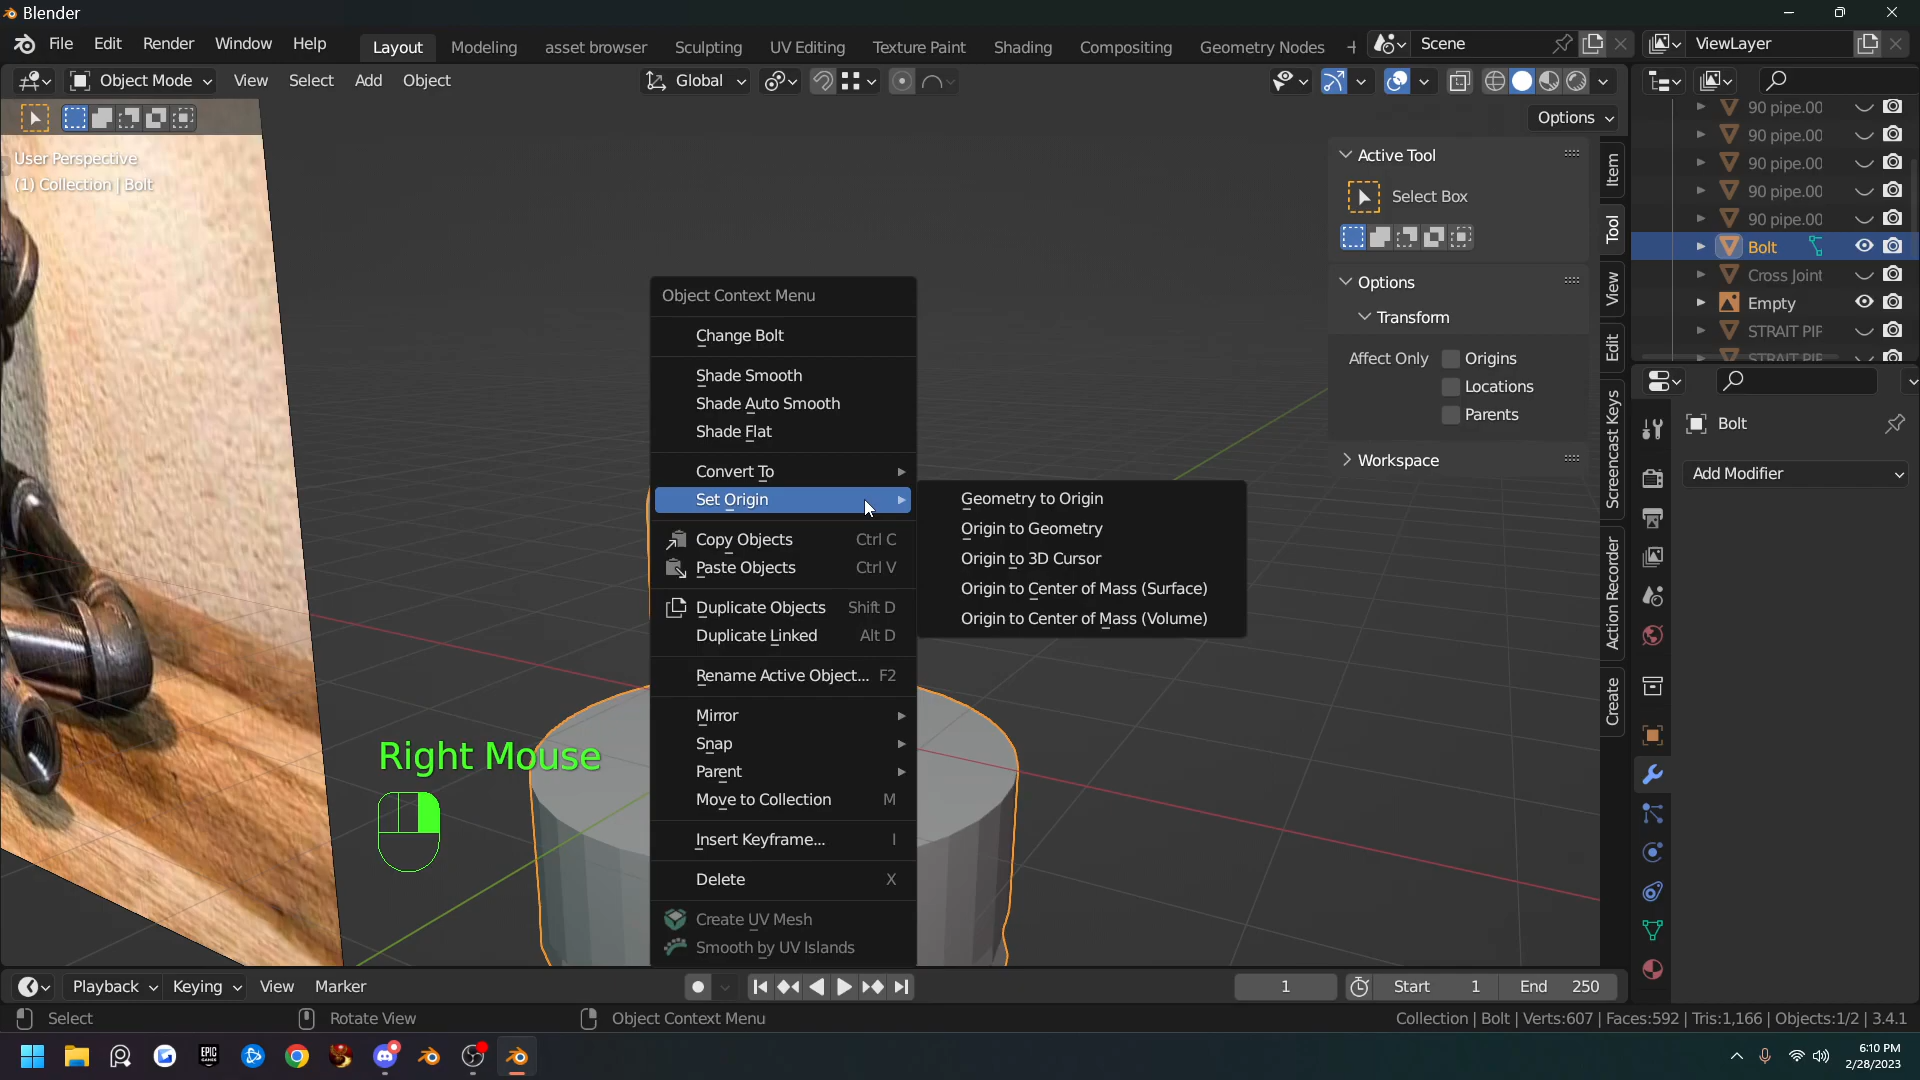 Blender
File Edit Render Window Help
Layout Modeling asset browser Sculpting UV Editing Texture Paint Shading Compositing Geometry Nodes
Scene
ViewLayer
Object Mode View Select Add Object
Global
Options
User Perspective
(1) Collection | Bolt
Active Tool
Select Box
Options
Transform
Affect Only Origins
Locations
Parents
Workspace
Item
Tool
View
Edit
Screencast Keys
Action Recorder
Create
90 pipe.00
90 pipe.00
90 pipe.00
90 pipe.00
90 pipe.00
Bolt
Cross Joint
Empty
STRAIT PIF
STRAIT PIF
Bolt
Add Modifier
Object Context Menu
Change Bolt
Shade Smooth
Shade Auto Smooth
Shade Flat
Convert To
Set Origin
Copy Objects Ctrl C
Paste Objects Ctrl V
Duplicate Objects Shift D
Duplicate Linked Alt D
Rename Active Object... F2
Mirror
Snap
Parent
Move to Collection M
Insert Keyframe... I
Delete X
Create UV Mesh
Smooth by UV Islands
Geometry to Origin
Origin to Geometry
Origin to 3D Cursor
Origin to Center of Mass (Surface)
Origin to Center of Mass (Volume)
Right Mouse
Playback Keying View Marker
1
Start 1 End 250
Select Rotate View Object Context Menu
Collection | Bolt | Verts:607 | Faces:592 | Tris:1,166 | Objects:1/2 | 3.4.1
EPIC
GAMES
6:10 PM
2/28/2023